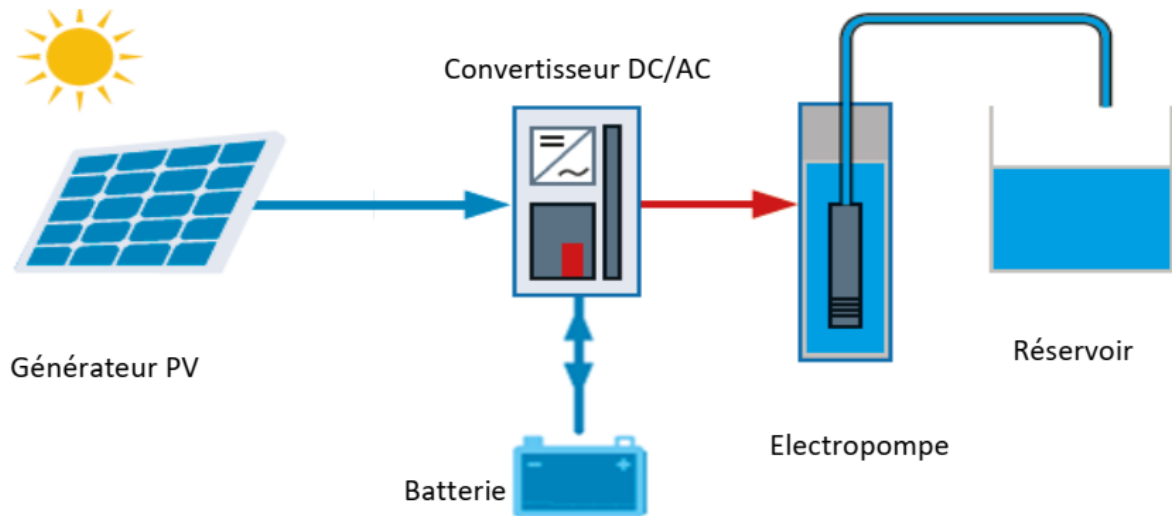 Convertisseur DC/AC
Générateur PV
Réservoir
Electropompe
Batterie